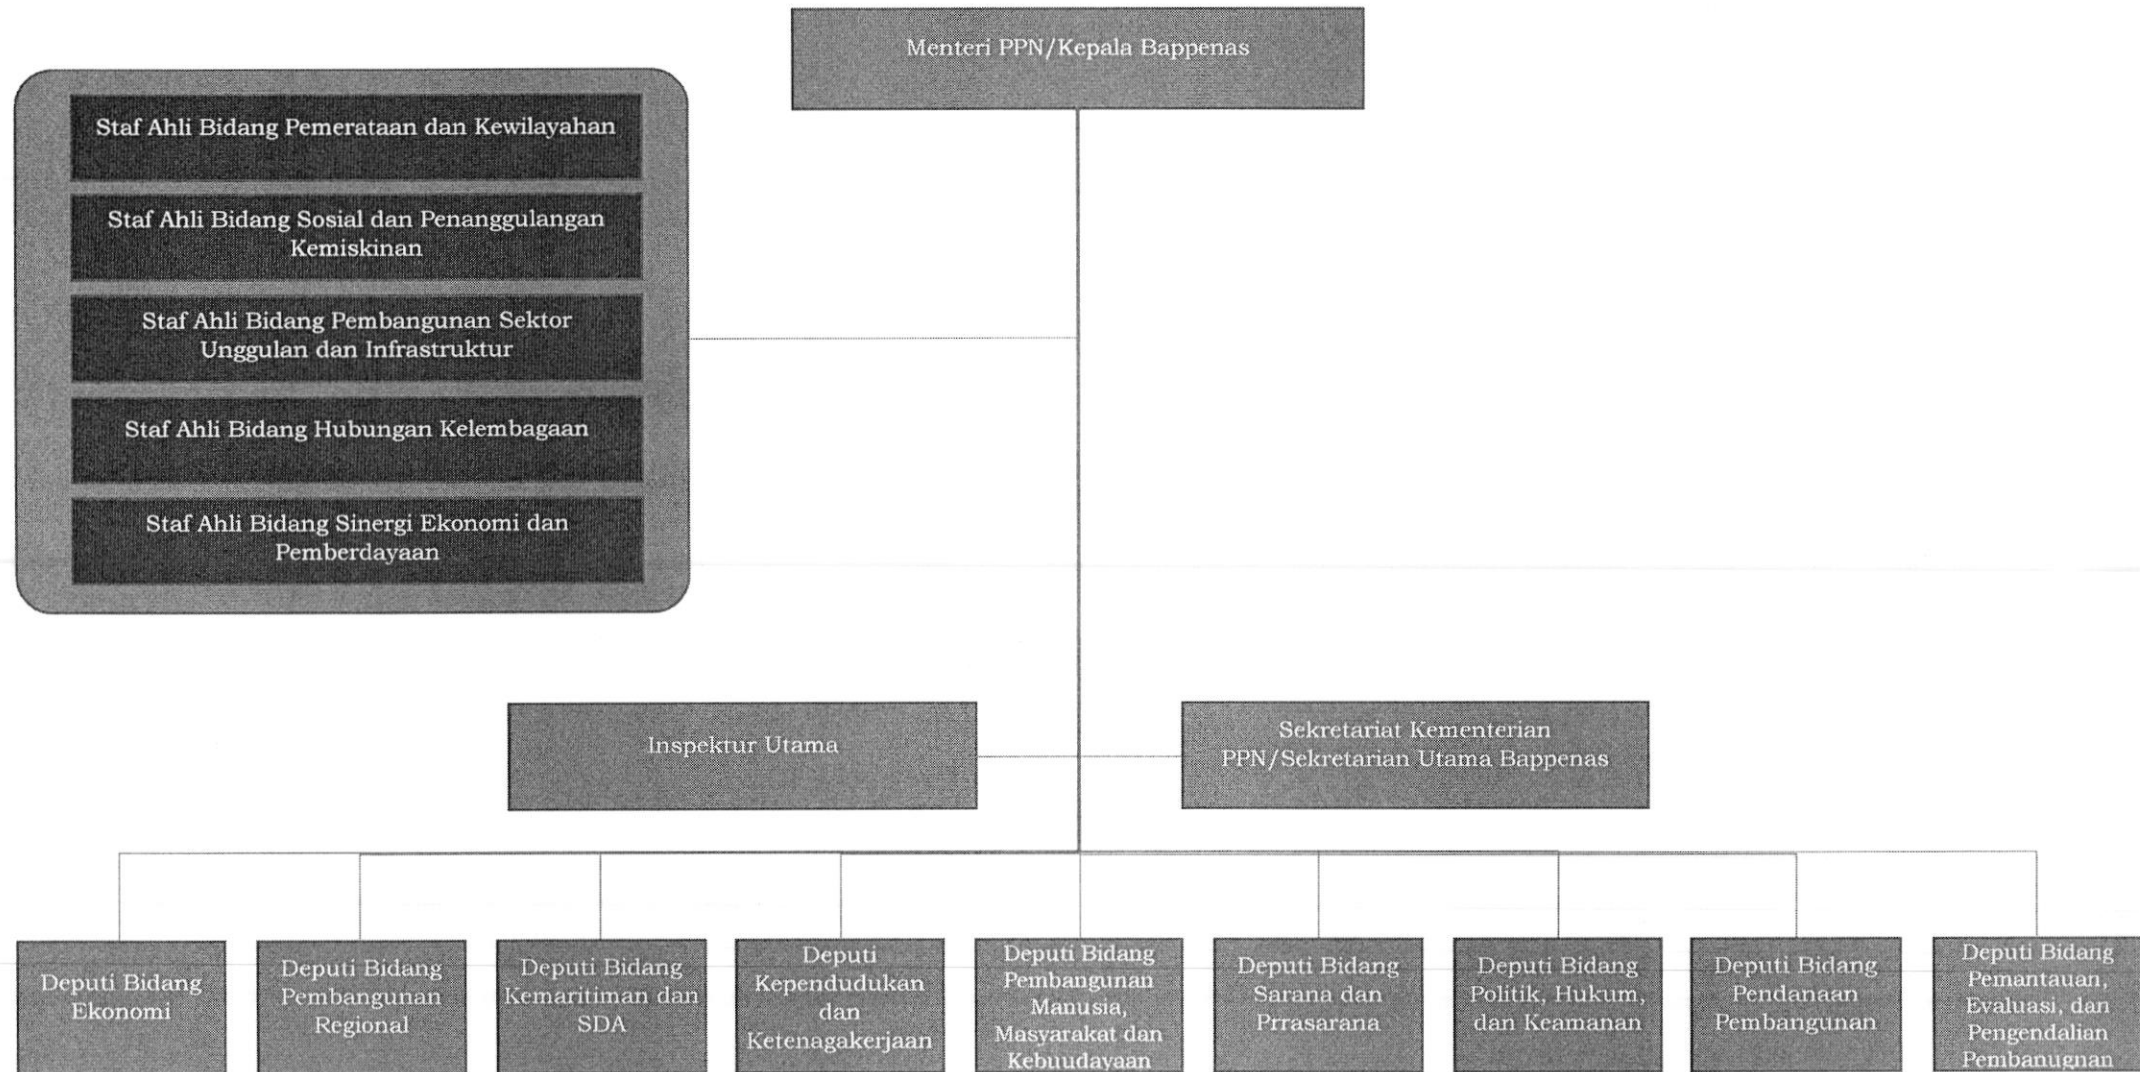 Menteri PPN/Kepala Bappenas
Staf Ahli Bidang Pemerataan dan Kewilayahan
Staf Ahli Bidang Sosial dan Penanggulangan
Kemiskinan
Staf Ahli Bidang Pembangunan Sektor
Unggulan dan Infrastruktur
Staf Ahli Bidang Hubungan Kelembagaan
Staf Ahli Bidang Sinergi Ekonomi dan
Pemberdayaan
Inspektur Utama
Sekretariat Kementerian
PPN/Sekretarian Utama Bappenas
Deputi Bidang
Ekonomi
Deputi Bidang
Pembangunan
Regional
Deputi Bidang
Kemaritiman dan
SDA
Deputi
Kependudukan
dan
Ketenagakerjaan
Deputi Bidang
Pembangunan
Manusia,
Masyarakat dan
Kebuudayaan
Deputi Bidang
Sarana dan
Prrasarana
Deputi Bidang
Politik, Hukum,
dan Keamanan
Deputi Bidang
Pendanaan
Pembangunan
Deputi Bidang
Pemantauan,
Evaluasi, dan
Pengendalian
Pembanugnan